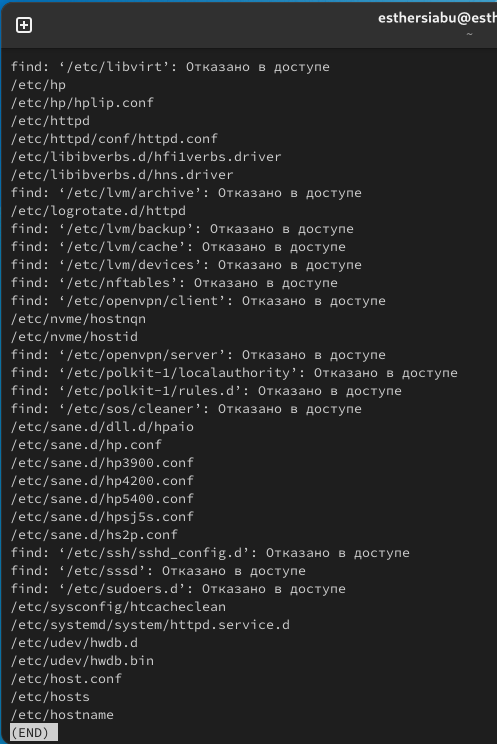 esthersiabu@esth
~
find: ‘/etc/libvirt’: Отказано в доступе
/etc/hp
/etc/hp/hplip.conf
/etc/httpd
/etc/httpd/conf/httpd.conf
/etc/libibverbs.d/hfi1verbs.driver
/etc/libibverbs.d/hns.driver
find: ‘/etc/lvm/archive’: Отказано в доступе
/etc/logrotate.d/httpd
find: ‘/etc/lvm/backup’: Отказано в доступе
find: ‘/etc/lvm/cache’: Отказано в доступе
find: ‘/etc/lvm/devices’: Отказано в доступе
find: ‘/etc/nftables’: Отказано в доступе
find: ‘/etc/openvpn/client’: Отказано в доступе
/etc/nvme/hostnqn
/etc/nvme/hostid
find: ‘/etc/openvpn/server’: Отказано в доступе
find: ‘/etc/polkit-1/localauthority’: Отказано в доступе
find: ‘/etc/polkit-1/rules.d’: Отказано в доступе
find: ‘/etc/sos/cleaner’: Отказано в доступе
/etc/sane.d/dll.d/hpaio
/etc/sane.d/hp.conf
/etc/sane.d/hp3900.conf
/etc/sane.d/hp4200.conf
/etc/sane.d/hp5400.conf
/etc/sane.d/hpsj5s.conf
/etc/sane.d/hs2p.conf
find: ‘/etc/ssh/sshd_config.d’: Отказано в доступе
find: ‘/etc/sssd’: Отказано в доступе
find: ‘/etc/sudoers.d’: Отказано в доступе
/etc/sysconfig/htcacheclean
/etc/systemd/system/httpd.service.d
/etc/udev/hwdb.d
/etc/udev/hwdb.bin
/etc/host.conf
/etc/hosts
/etc/hostname
(END)